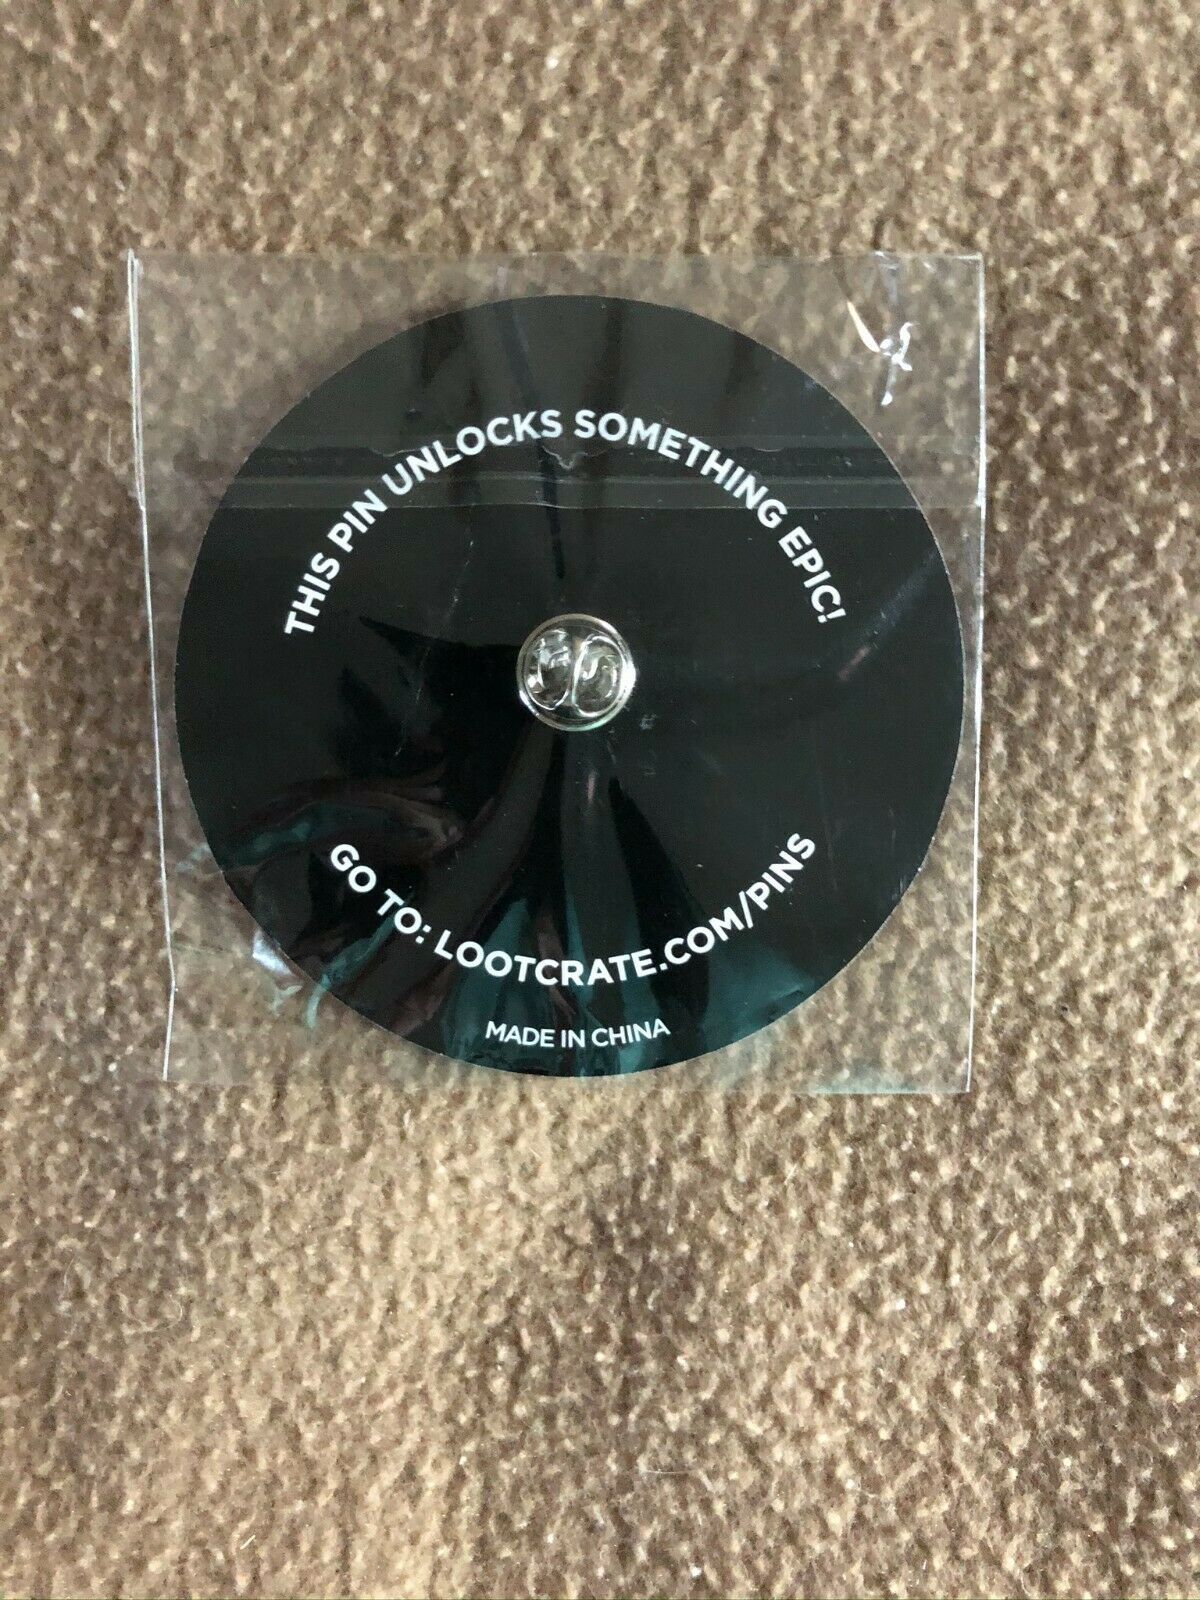 THIS PIN UNLOCKS SOMETHING EPIC!
GO TO: LOOTCRATE.COM/PINS
MADE IN CHINA